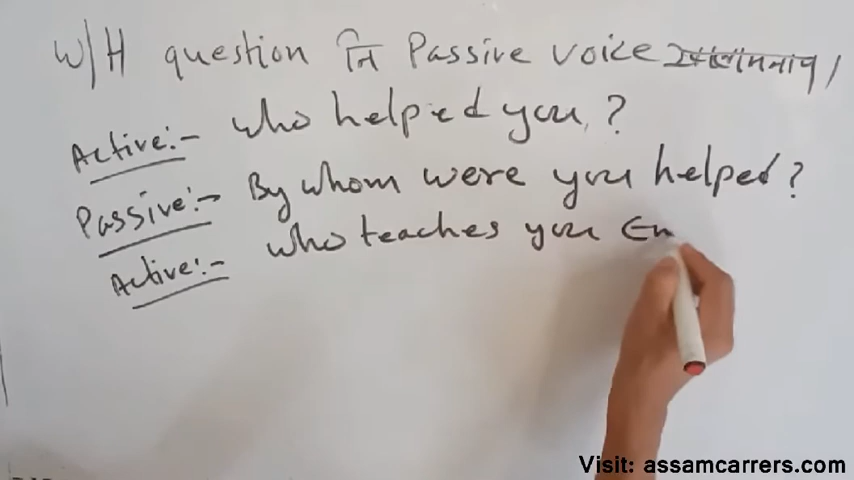 W/H question Passive voice
Active:- who helped you?
Passive:- By whom were you helped?
Active:- who teaches you En
Visit: assamcarrers.com